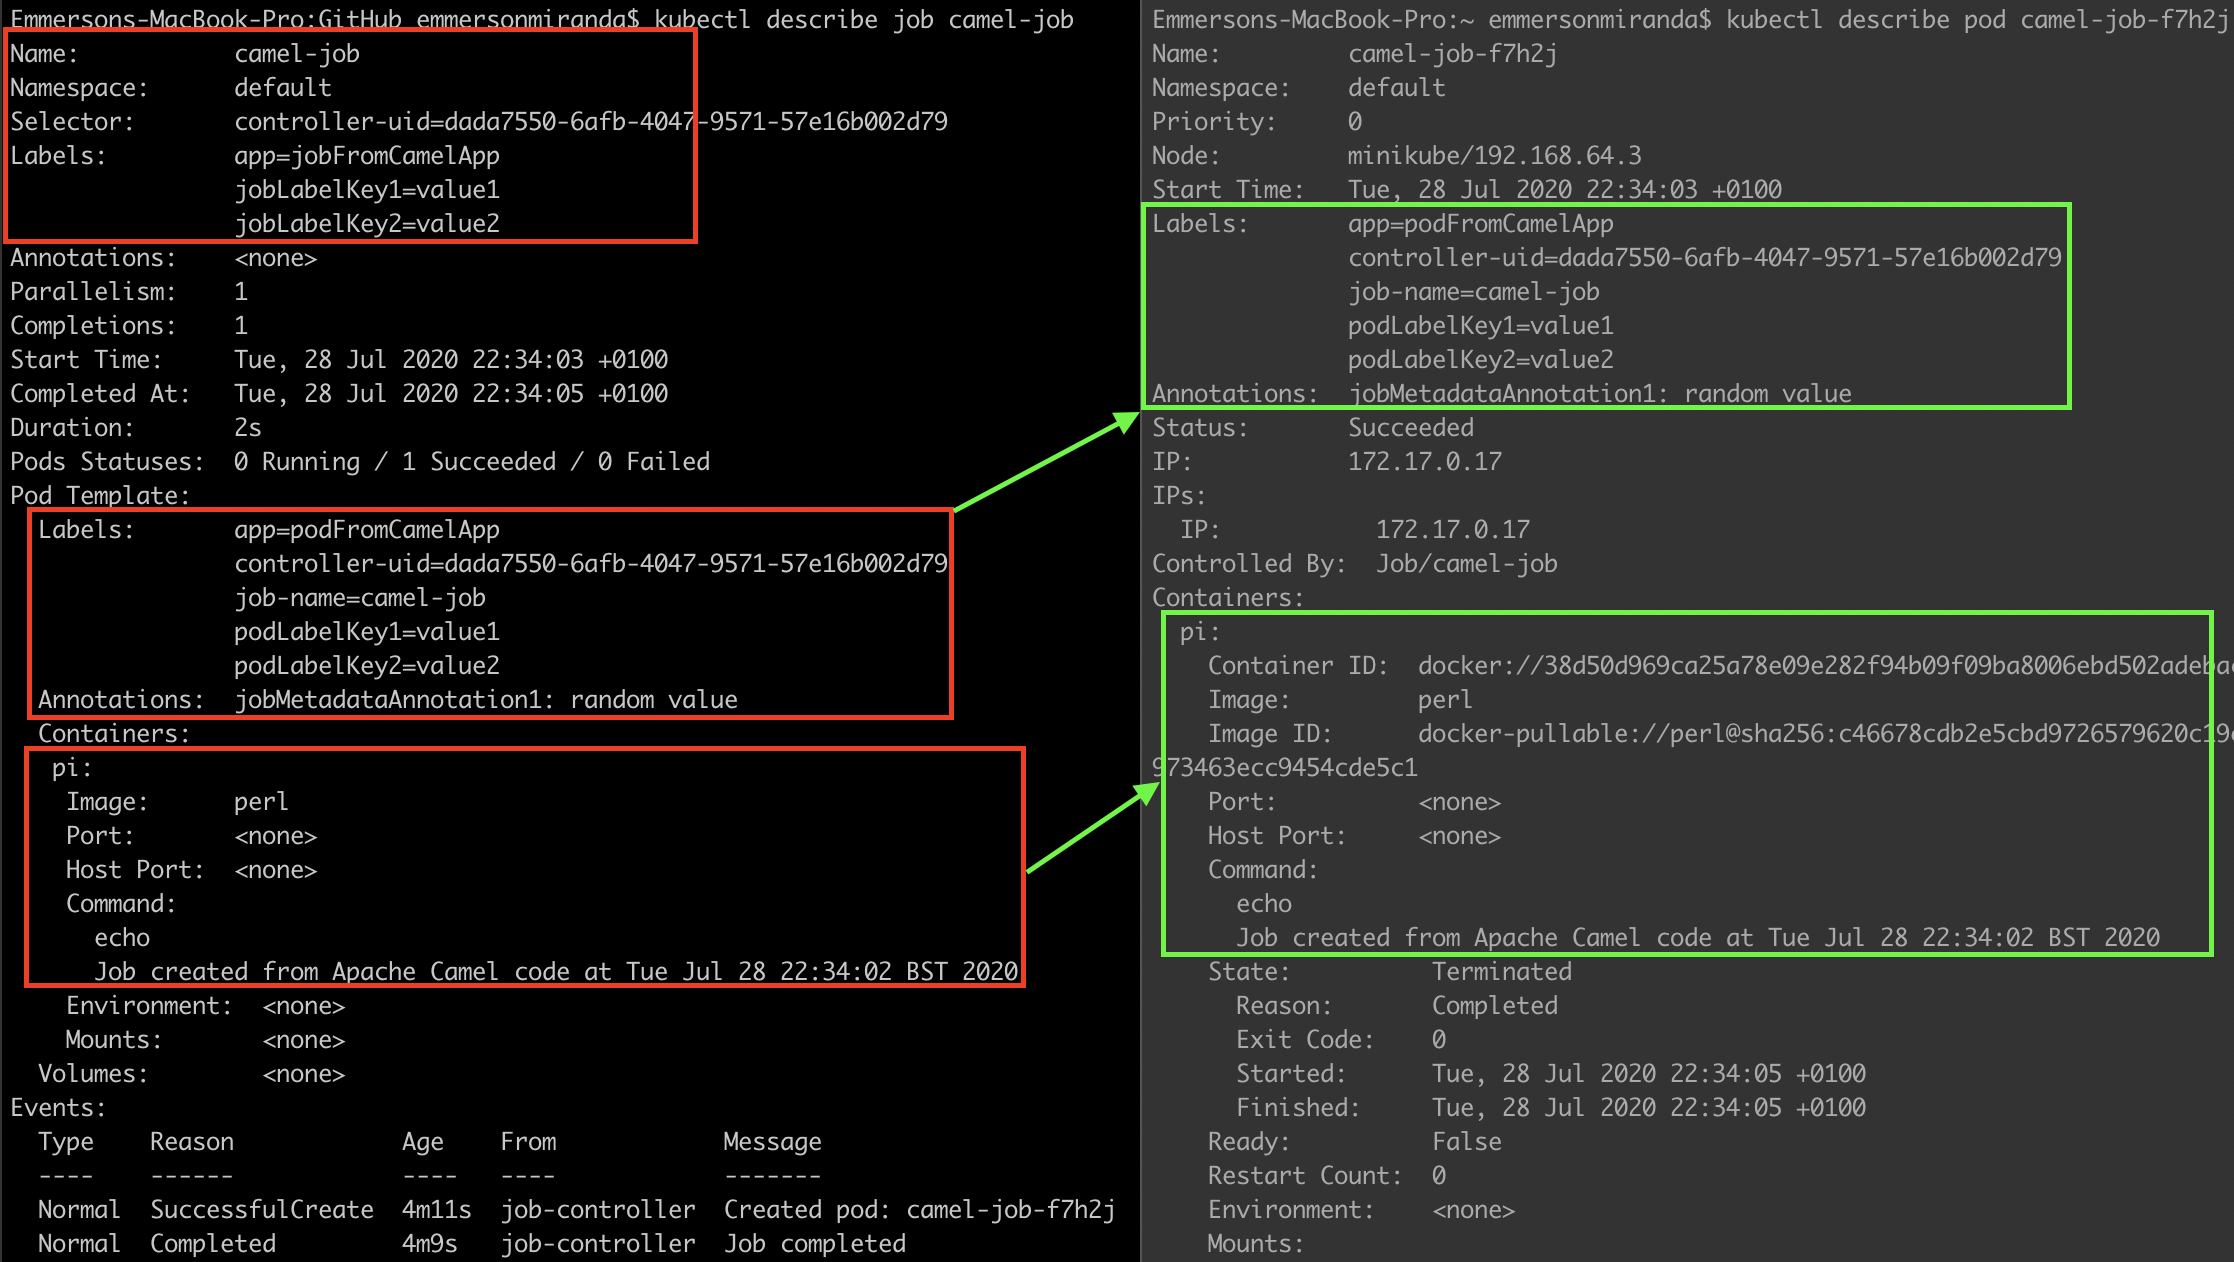 Emmersons-MacBook-Pro:GitHub emmersonmiranda$ kubectl describe job camel-job
Name:           camel-job
Namespace:      default
Selector:       controller-uid=dada7550-6afb-4047-9571-57e16b002d79
Labels:         app=jobFromCamelApp
                jobLabelKey1=value1
                jobLabelKey2=value2
Annotations:    <none>
Parallelism:    1
Completions:    1
Start Time:     Tue, 28 Jul 2020 22:34:03 +0100
Completed At:   Tue, 28 Jul 2020 22:34:05 +0100
Duration:       2s
Pods Statuses:  0 Running / 1 Succeeded / 0 Failed
Pod Template:
  Labels:       app=podFromCamelApp
                controller-uid=dada7550-6afb-4047-9571-57e16b002d79
                job-name=camel-job
                podLabelKey1=value1
                podLabelKey2=value2
  Annotations:  jobMetadataAnnotation1: random value
  Containers:
   pi:
    Image:      perl
    Port:       <none>
    Host Port:  <none>
    Command:
      echo
      Job created from Apache Camel code at Tue Jul 28 22:34:02 BST 2020
    Environment:  <none>
    Mounts:       <none>
  Volumes:        <none>
Events:
  Type    Reason            Age   From            Message
  ----    ------            ----  ----            -------
  Normal  SuccessfulCreate  4m11s  job-controller  Created pod: camel-job-f7h2j
  Normal  Completed         4m9s   job-controller  Job completed
Emmersons-MacBook-Pro:~ emmersonmiranda$ kubectl describe pod camel-job-f7h2j
Name:         camel-job-f7h2j
Namespace:    default
Priority:     0
Node:         minikube/192.168.64.3
Start Time:   Tue, 28 Jul 2020 22:34:03 +0100
Labels:       app=podFromCamelApp
              controller-uid=dada7550-6afb-4047-9571-57e16b002d79
              job-name=camel-job
              podLabelKey1=value1
              podLabelKey2=value2
Annotations:  jobMetadataAnnotation1: random value
Status:       Succeeded
IP:           172.17.0.17
IPs:
  IP:           172.17.0.17
Controlled By:  Job/camel-job
Containers:
  pi:
    Container ID:  docker://38d50d969ca25a78e09e282f94b09f09ba8006ebd502adeba
    Image:         perl
    Image ID:      docker-pullable://perl@sha256:c46678cdb2e5cbd9726579620c19
973463ecc9454cde5c1
    Port:          <none>
    Host Port:     <none>
    Command:
      echo
      Job created from Apache Camel code at Tue Jul 28 22:34:02 BST 2020
    State:          Terminated
      Reason:       Completed
      Exit Code:    0
      Started:      Tue, 28 Jul 2020 22:34:05 +0100
      Finished:     Tue, 28 Jul 2020 22:34:05 +0100
    Ready:          False
    Restart Count:  0
    Environment:    <none>
    Mounts: